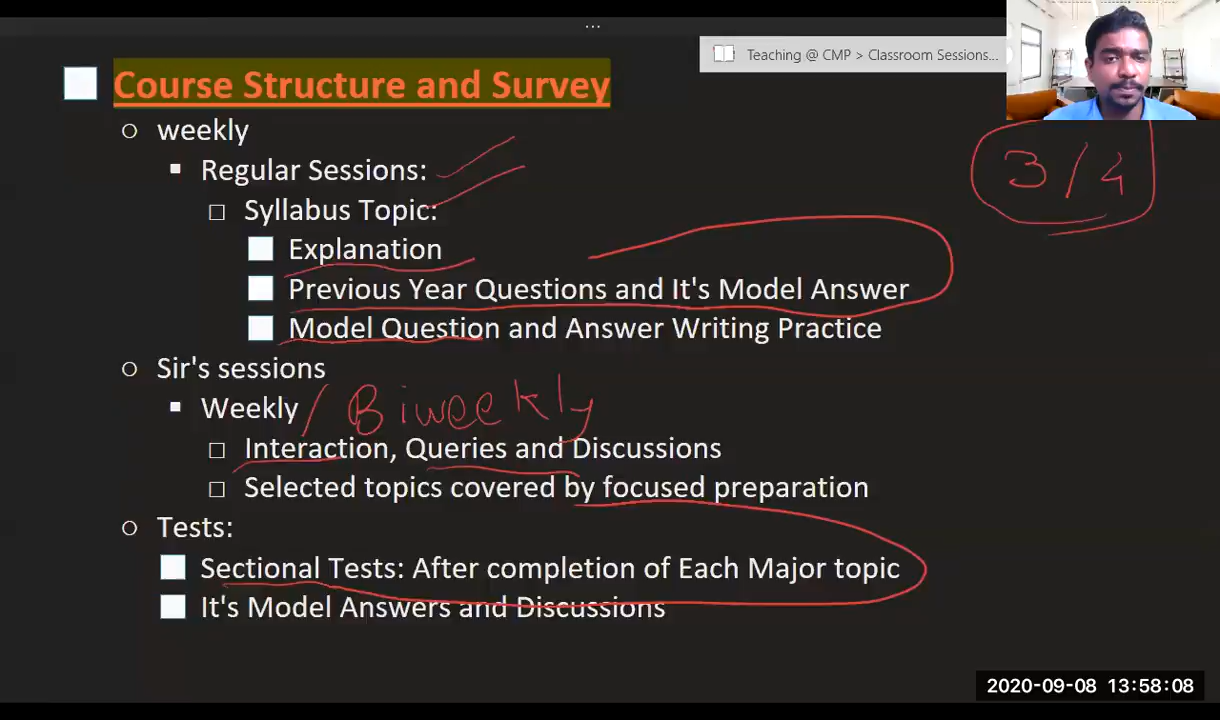 ...
Teaching @ CMP > Classroom Sessions...
Course Structure and Survey
weekly
Regular Sessions:
3/4
Syllabus Topic:
Explanation
Previous Year Questions and It's Model Answer
Model Question and Answer Writing Practice
Sir's sessions
Weekly / Biweekly
Interaction, Queries and Discussions
Selected topics covered by focused preparation
Tests:
Sectional Tests: After completion of Each Major topic
It's Model Answers and Discussions
2020-09-08 13:58:08